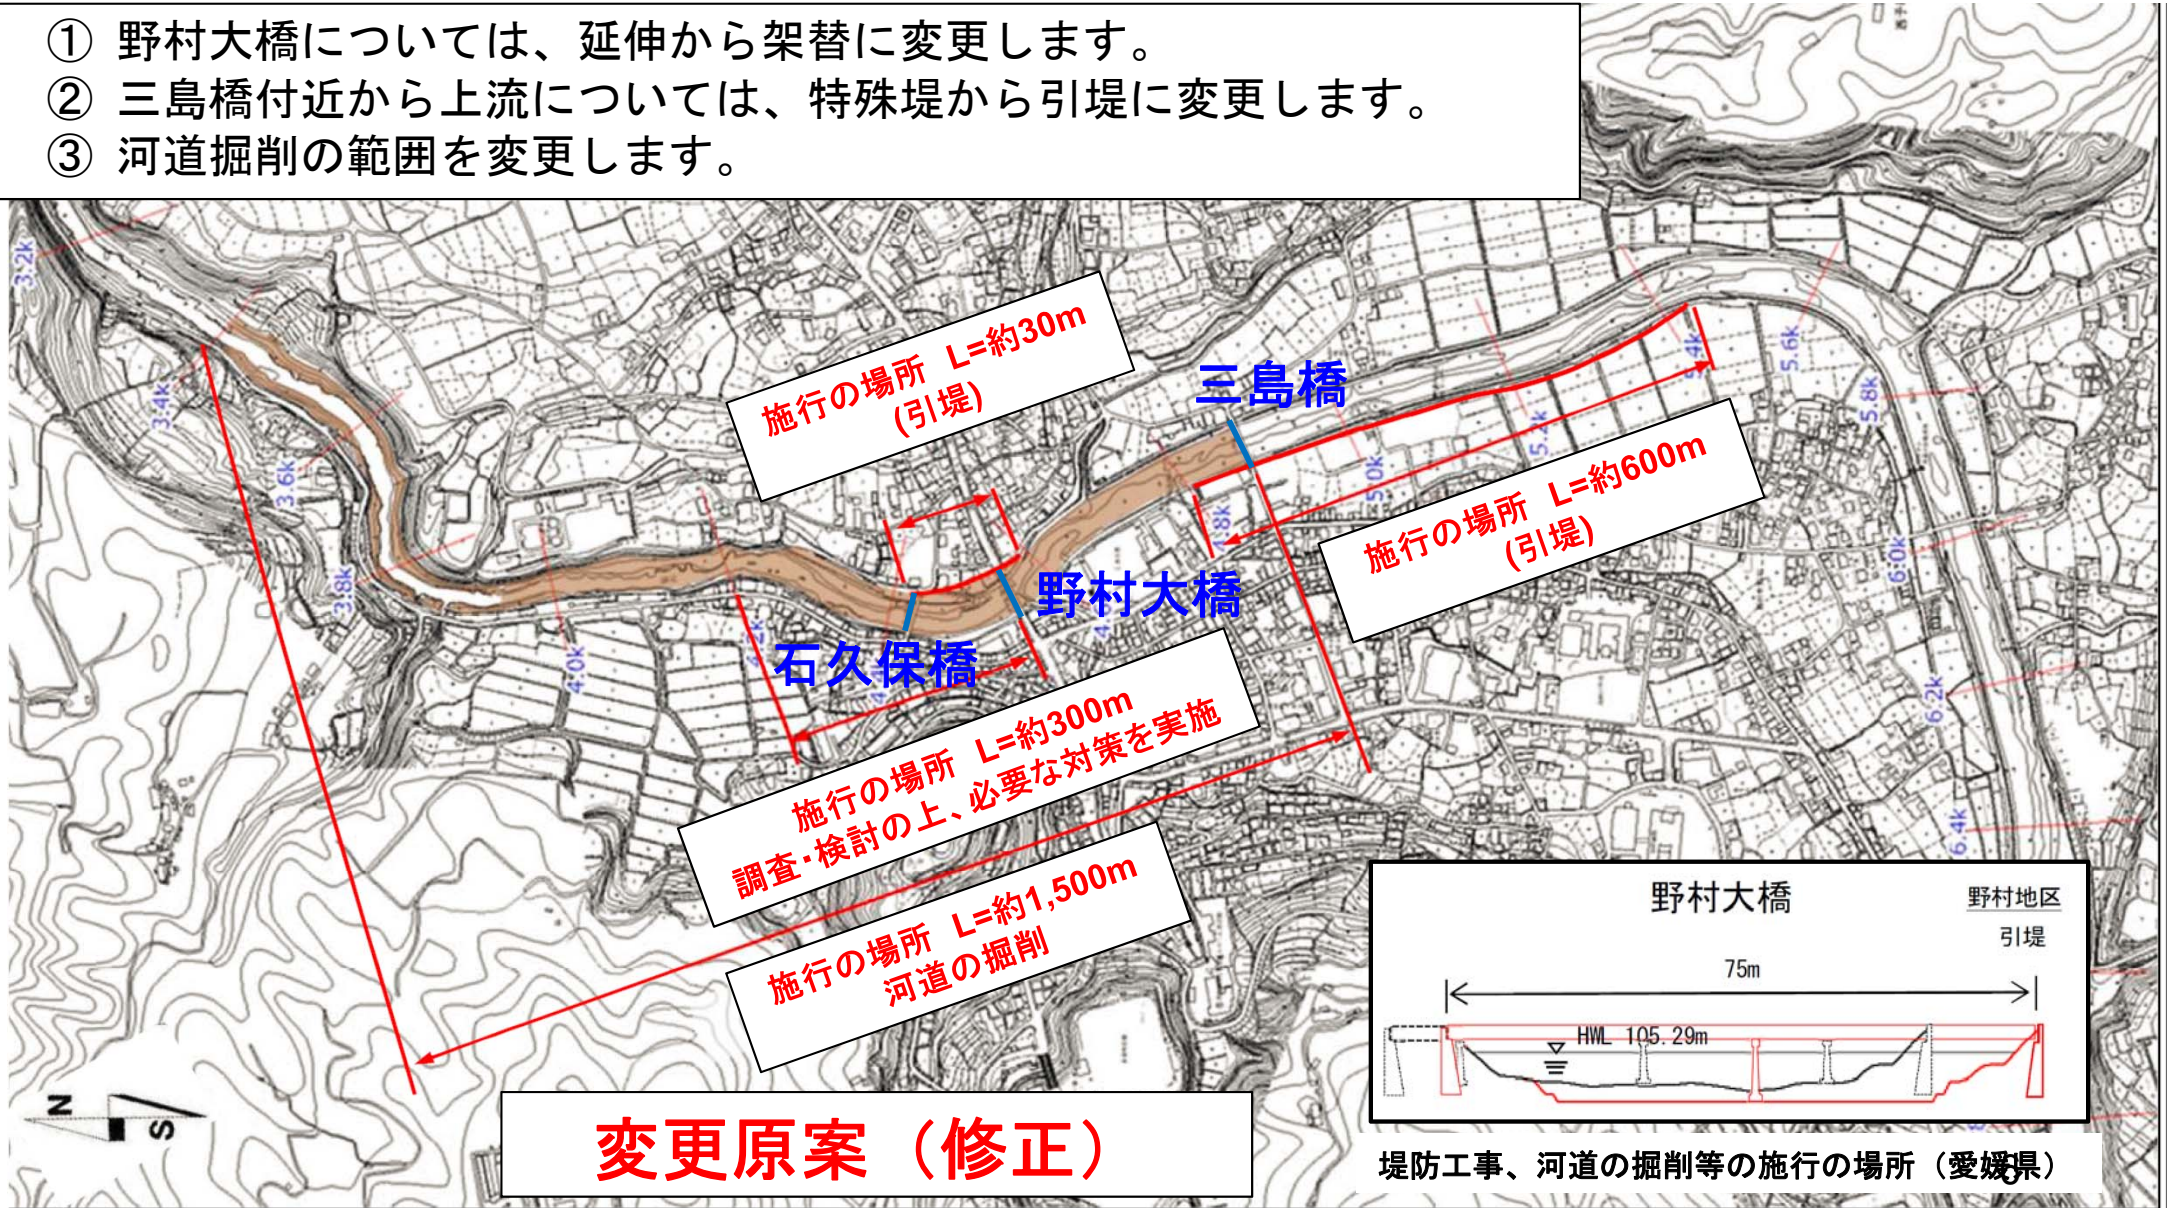 ① 野村大橋については、延伸から架替に変更します。
② 三島橋付近から上流については、特殊堤から引堤に変更します。
③ 河道掘削の範囲を変更します。
3.2k
3.4k
3.6k
3.8k
4.0k
4.2k
5.0k
5.2k
5.6k
5.8k
6.0k
6.2k
6.4k
施行の場所 L=約30m
(引堤)
三島橋
施行の場所 L=約600m
(引堤)
野村大橋
石久保橋
施行の場所 L=約300m
調査・検討の上、必要な対策を実施
施行の場所 L=約1,500m
河道の掘削
N
S
変更原案（修正）
野村大橋
野村地区
引堤
75m
HWL 105.29m
堤防工事、河道の掘削等の施行の場所（愛媛県）